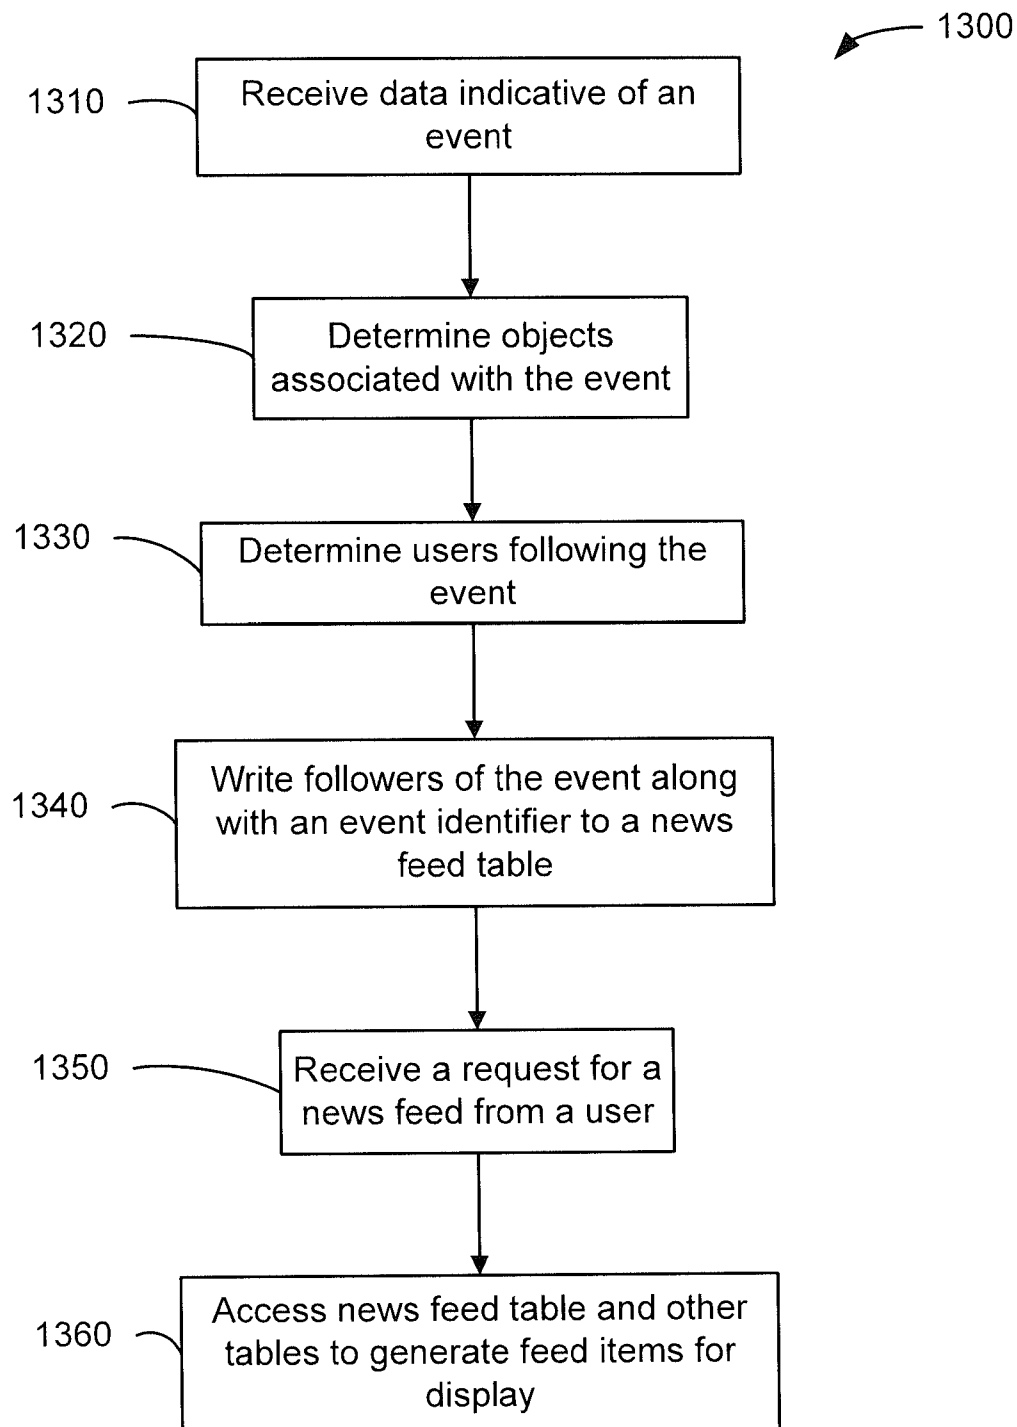 1300
1310
Receive data indicative of an
event
1320
Determine objects
associated with the event
1330
Determine users following the
event
1340
Write followers of the event along
with an event identifier to a news
feed table
1350
Receive a request for a
news feed from a user
1360
Access news feed table and other
tables to generate feed items for
display